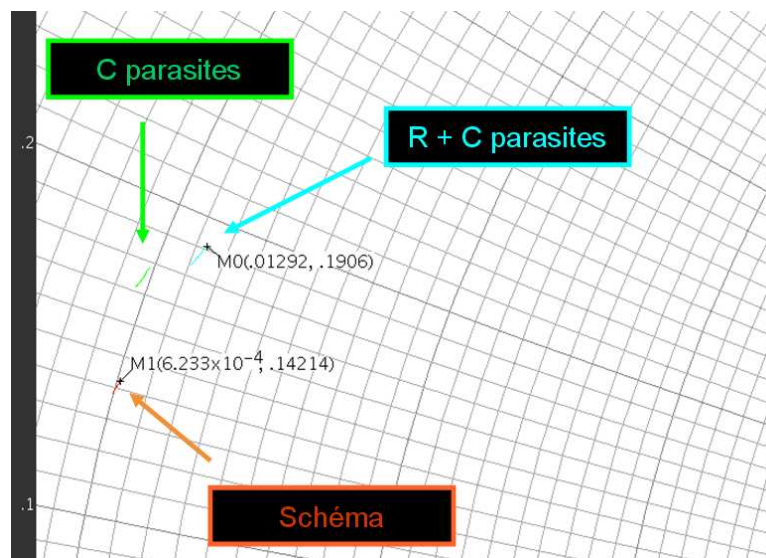 C parasites
R + C parasites
.2
M0(.01292, .1906)
M1(6.233x10⁻⁴, .14214)
.1
Schéma